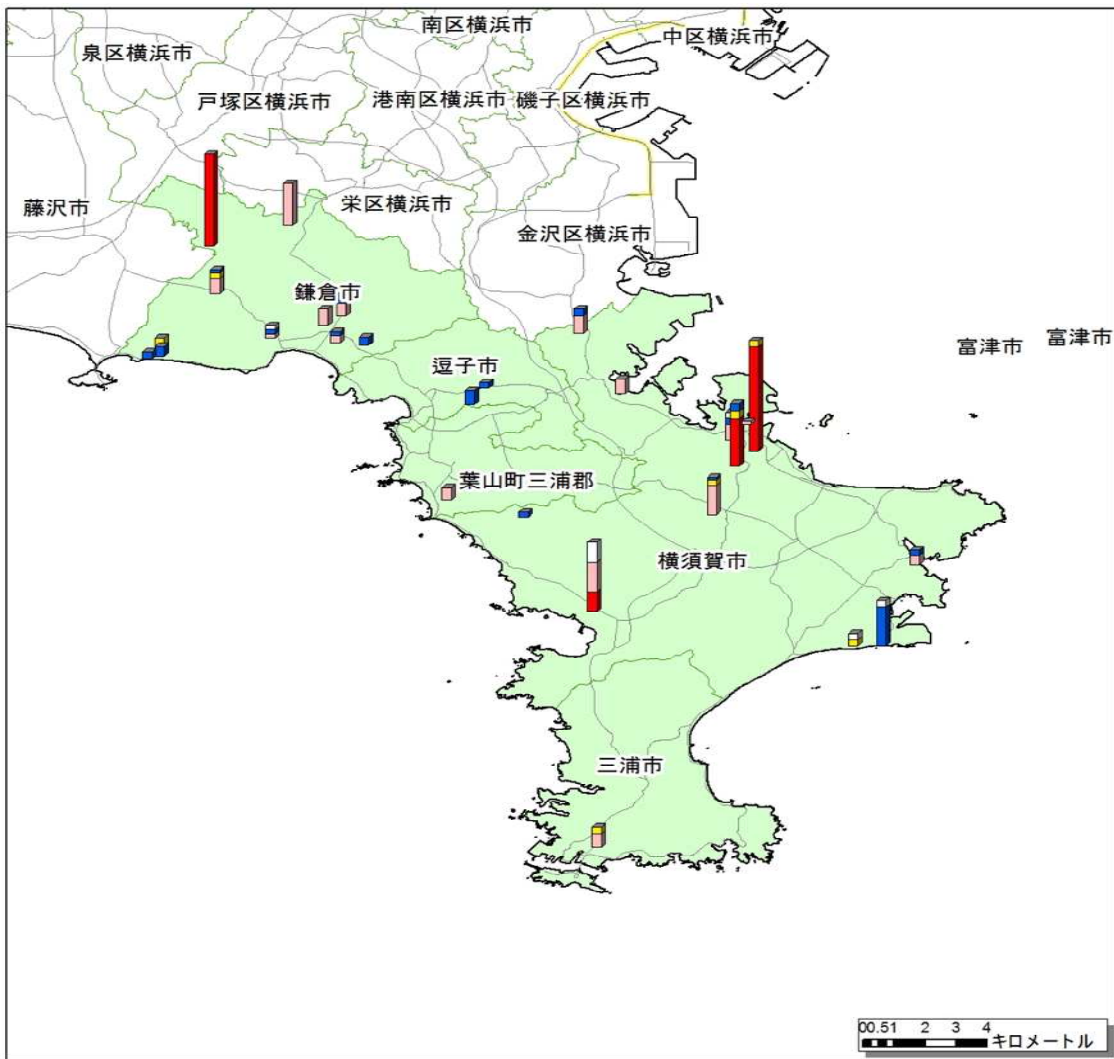 南区横浜市
中区横浜市
泉区横浜市
戸塚区横浜市
港南区横浜市
磯子区横浜市
藤沢市
栄区横浜市
金沢区横浜市
鎌倉市
富津市
富津市
逗子市
葉山町三浦郡
横須賀市
三浦市
00.51 2 3 4
キロメートル